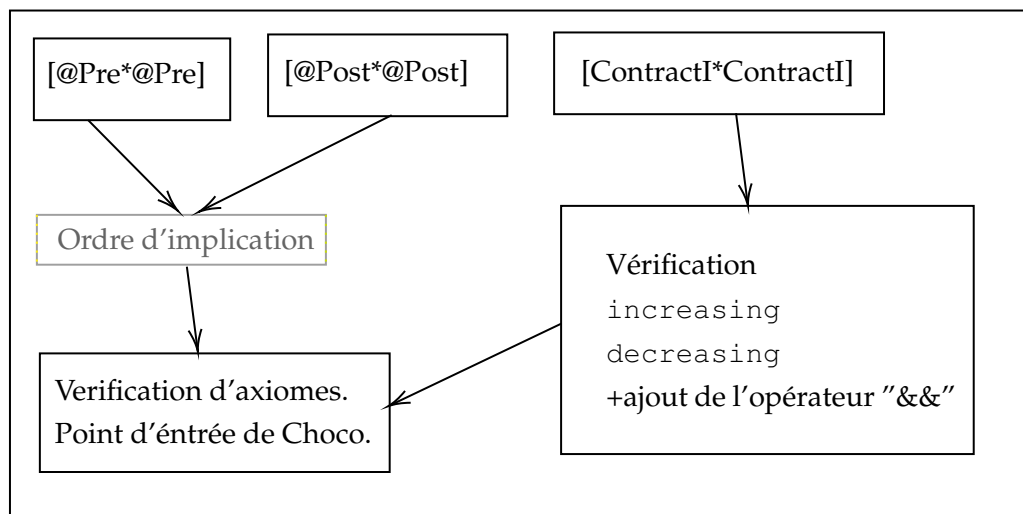 [@Pre*@Pre]
[@Post*@Post]
[ContractI*ContractI]
Ordre d’implication
Vérification
increasing
decreasing
+ajout de l’opérateur ”&&”
Verification d’axiomes.
Point d’éntrée de Choco.